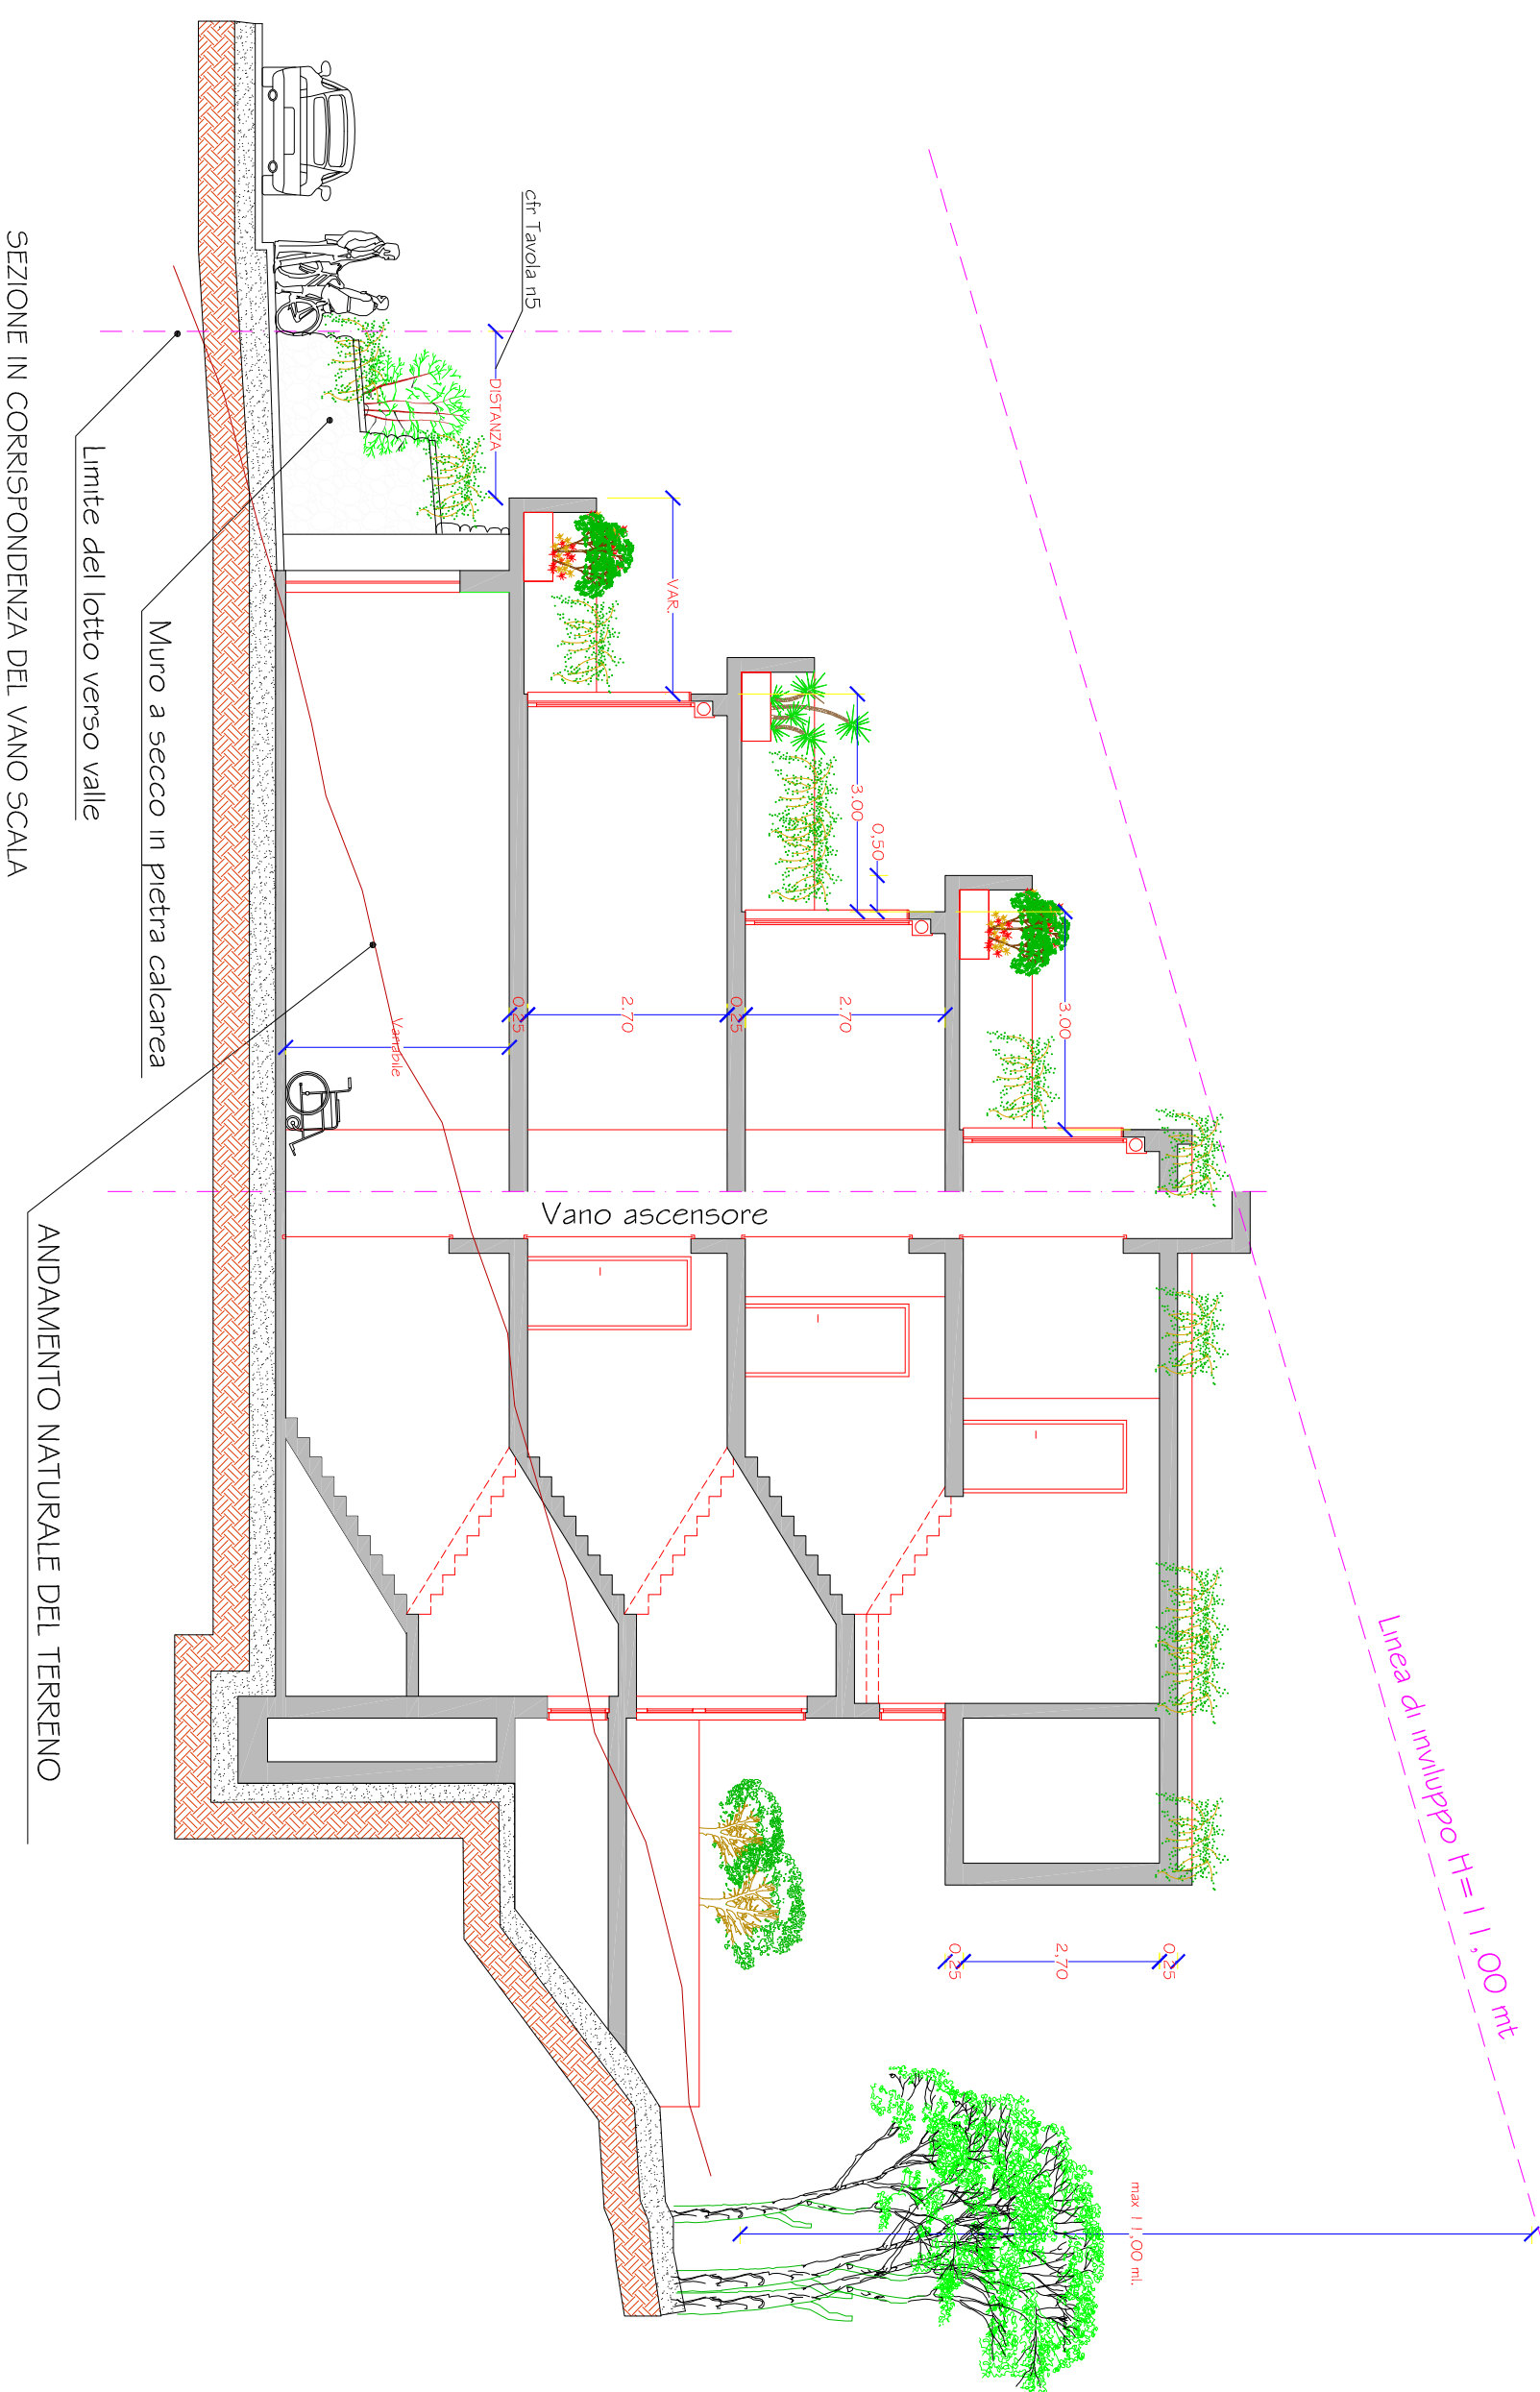 Linea di inviluppo H=11,00 mt
max 11,00 ml.
cfr Tavola n5
DISTANZA
VAR.
3.00
0,50
3.00
0.25
2.70
0.25
2.70
Variabile
Vano ascensore
0.25
2,70
0.25
Limite del lotto verso valle
Muro a secco in pietra calcarea
ANDAMENTO NATURALE DEL TERRENO
SEZIONE IN CORRISPONDENZA DEL VANO SCALA